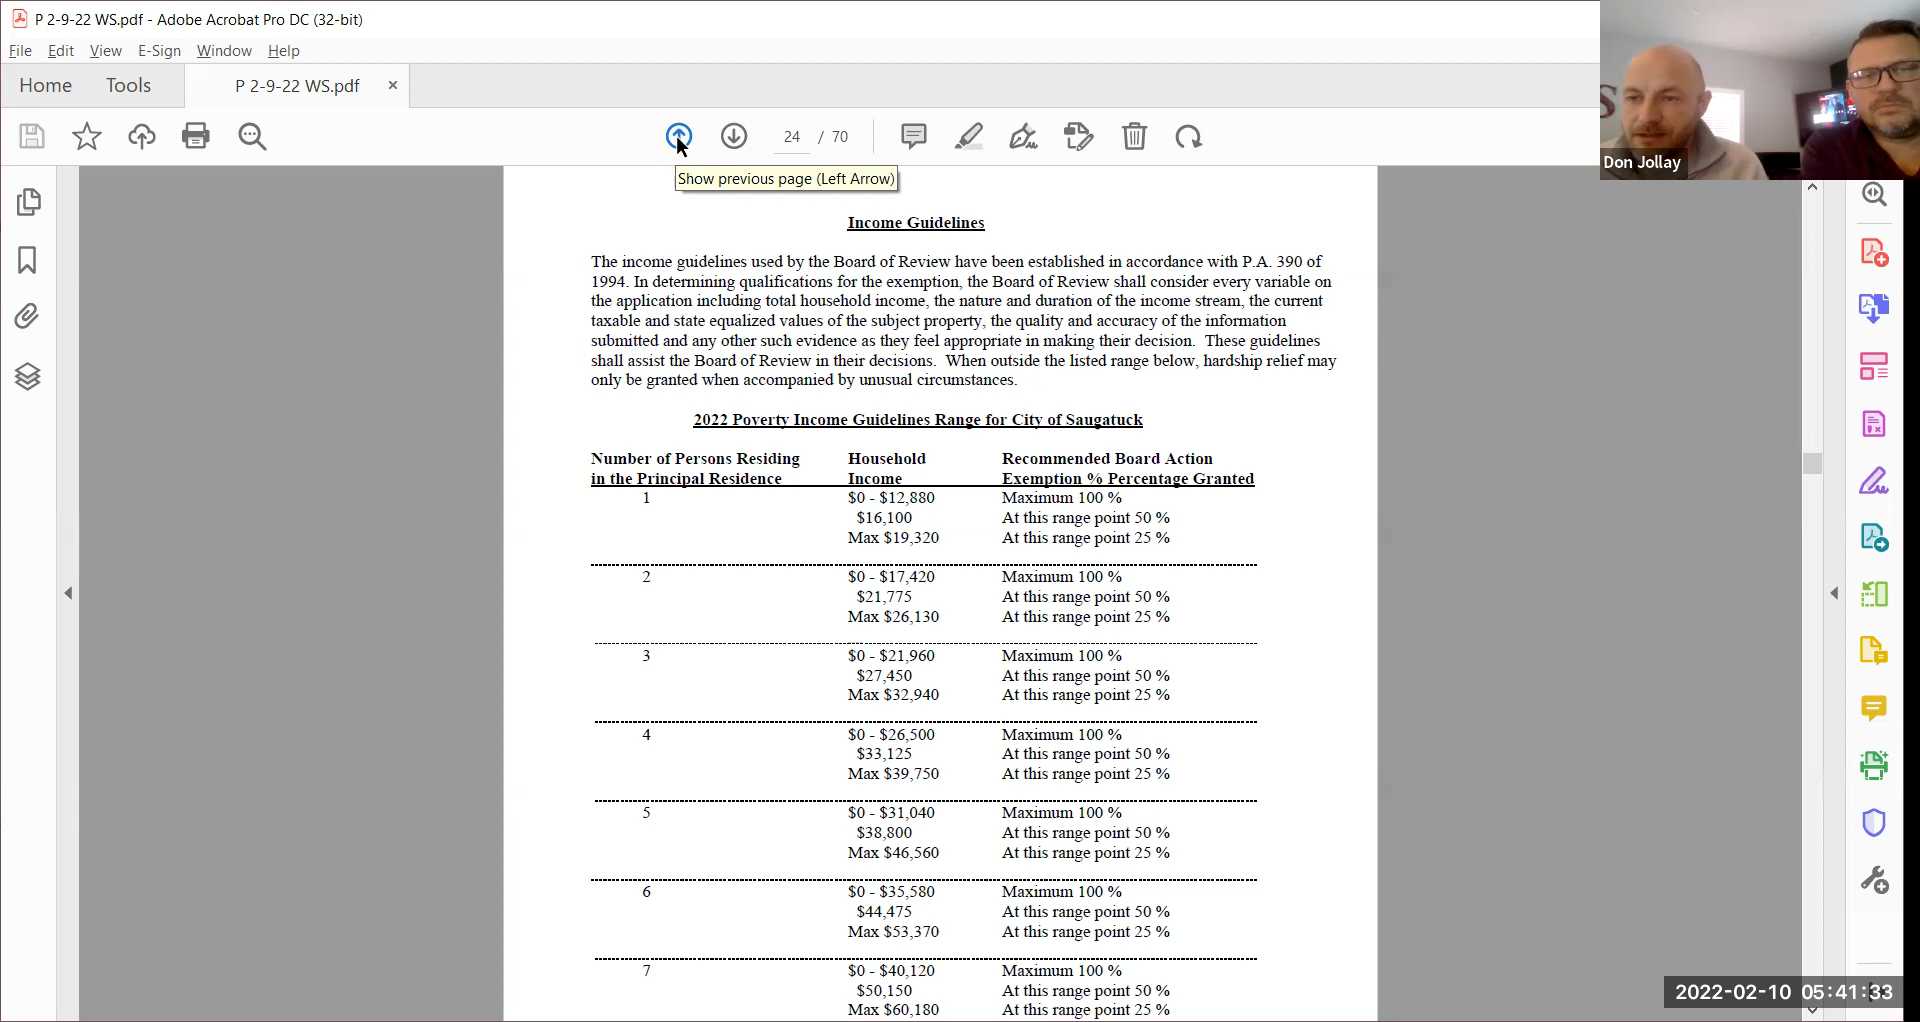 P 2-9-22 WS.pdf - Adobe Acrobat Pro DC (32-bit)
File Edit View E-Sign Window Help
Home Tools P 2-9-22 WS.pdf ×
24 / 70
Show previous page (Left Arrow)
Don Jollay
Income Guidelines
The income guidelines used by the Board of Review have been established in accordance with P.A. 390 of
1994. In determining qualifications for the exemption, the Board of Review shall consider every variable on
the application including total household income, the nature and duration of the income stream, the current
taxable and state equalized values of the subject property, the quality and accuracy of the information
submitted and any other such evidence as they feel appropriate in making their decision. These guidelines
shall assist the Board of Review in their decisions. When outside the listed range below, hardship relief may
only be granted when accompanied by unusual circumstances.
2022 Poverty Income Guidelines Range for City of Saugatuck
Number of Persons Residing Household Recommended Board Action
in the Principal Residence Income Exemption % Percentage Granted
1 $0 - $12,880 Maximum 100 %
$16,100 At this range point 50 %
Max $19,320 At this range point 25 %
2 $0 - $17,420 Maximum 100 %
$21,775 At this range point 50 %
Max $26,130 At this range point 25 %
3 $0 - $21,960 Maximum 100 %
$27,450 At this range point 50 %
Max $32,940 At this range point 25 %
4 $0 - $26,500 Maximum 100 %
$33,125 At this range point 50 %
Max $39,750 At this range point 25 %
5 $0 - $31,040 Maximum 100 %
$38,800 At this range point 50 %
Max $46,560 At this range point 25 %
6 $0 - $35,580 Maximum 100 %
$44,475 At this range point 50 %
Max $53,370 At this range point 25 %
7 $0 - $40,120 Maximum 100 %
$50,150 At this range point 50 %
Max $60,180 At this range point 25 %
2022-02-10 05:41:33